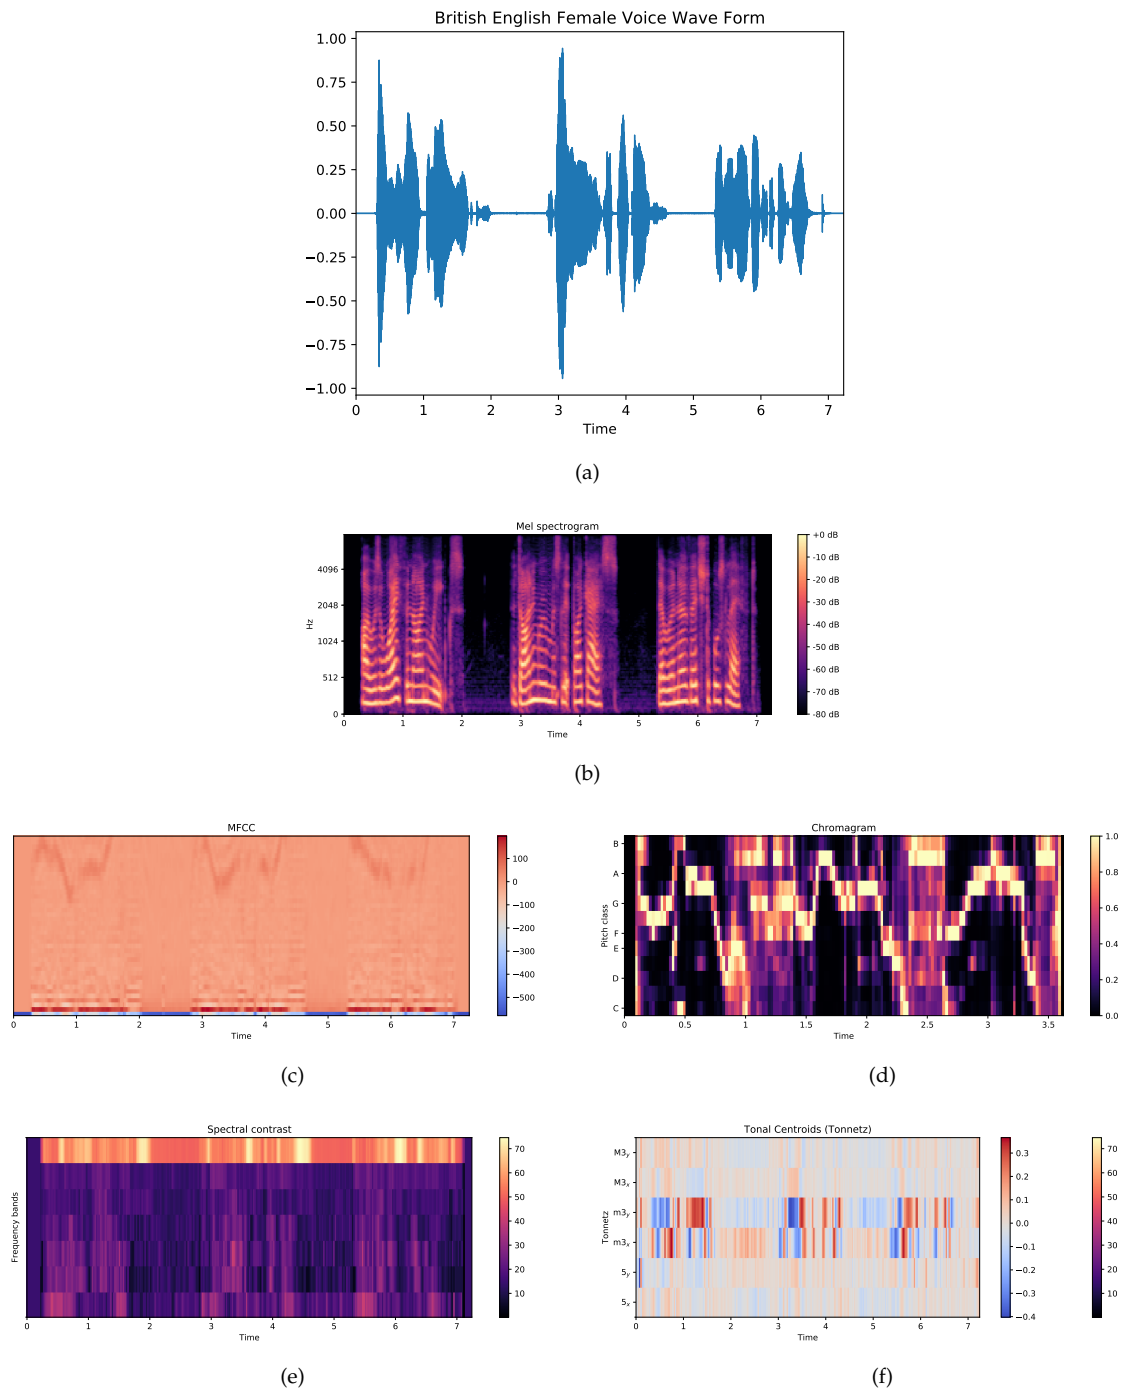 British English Female Voice Wave Form
1.00
0.75
0.50
0.25
0.00
−0.25
−0.50
−0.75
−1.00
0 1 2 3 4 5 6 7
Time
(a)
Mel spectrogram
Hz
4096
2048
1024
512
0
0 1 2 3 4 5 6 7
Time
+0 dB
-10 dB
-20 dB
-30 dB
-40 dB
-50 dB
-60 dB
-70 dB
-80 dB
(b)
MFCC
0 1 2 3 4 5 6 7
Time
100
0
−100
−200
−300
−400
−500
(c)
Chromagram
Pitch class
B
A
G
F
E
D
C
0 0.5 1 1.5 2 2.5 3 3.5
Time
1.0
0.8
0.6
0.4
0.2
0.0
(d)
Spectral contrast
Frequency bands
0 1 2 3 4 5 6 7
Time
70
60
50
40
30
20
10
(e)
Tonal Centroids (Tonnetz)
Tonnetz
M3y
M3x
m3y
m3x
5y
5x
0 1 2 3 4 5 6 7
Time
0.3
0.2
0.1
0.0
−0.1
−0.2
−0.3
−0.4
70
60
50
40
30
20
10
(f)